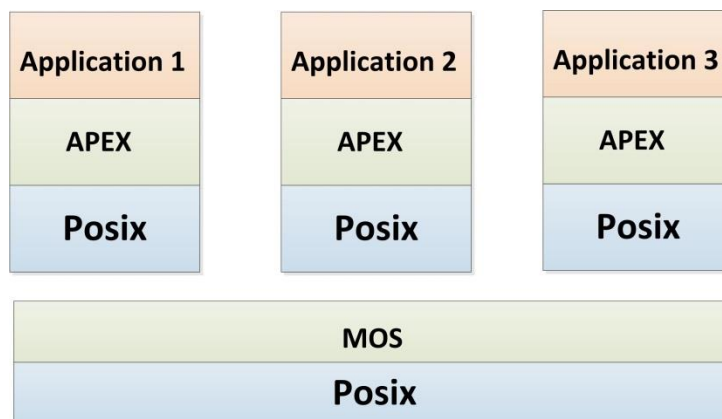 Application 1
Application 2
Application 3
APEX
APEX
APEX
Posix
Posix
Posix
MOS
Posix